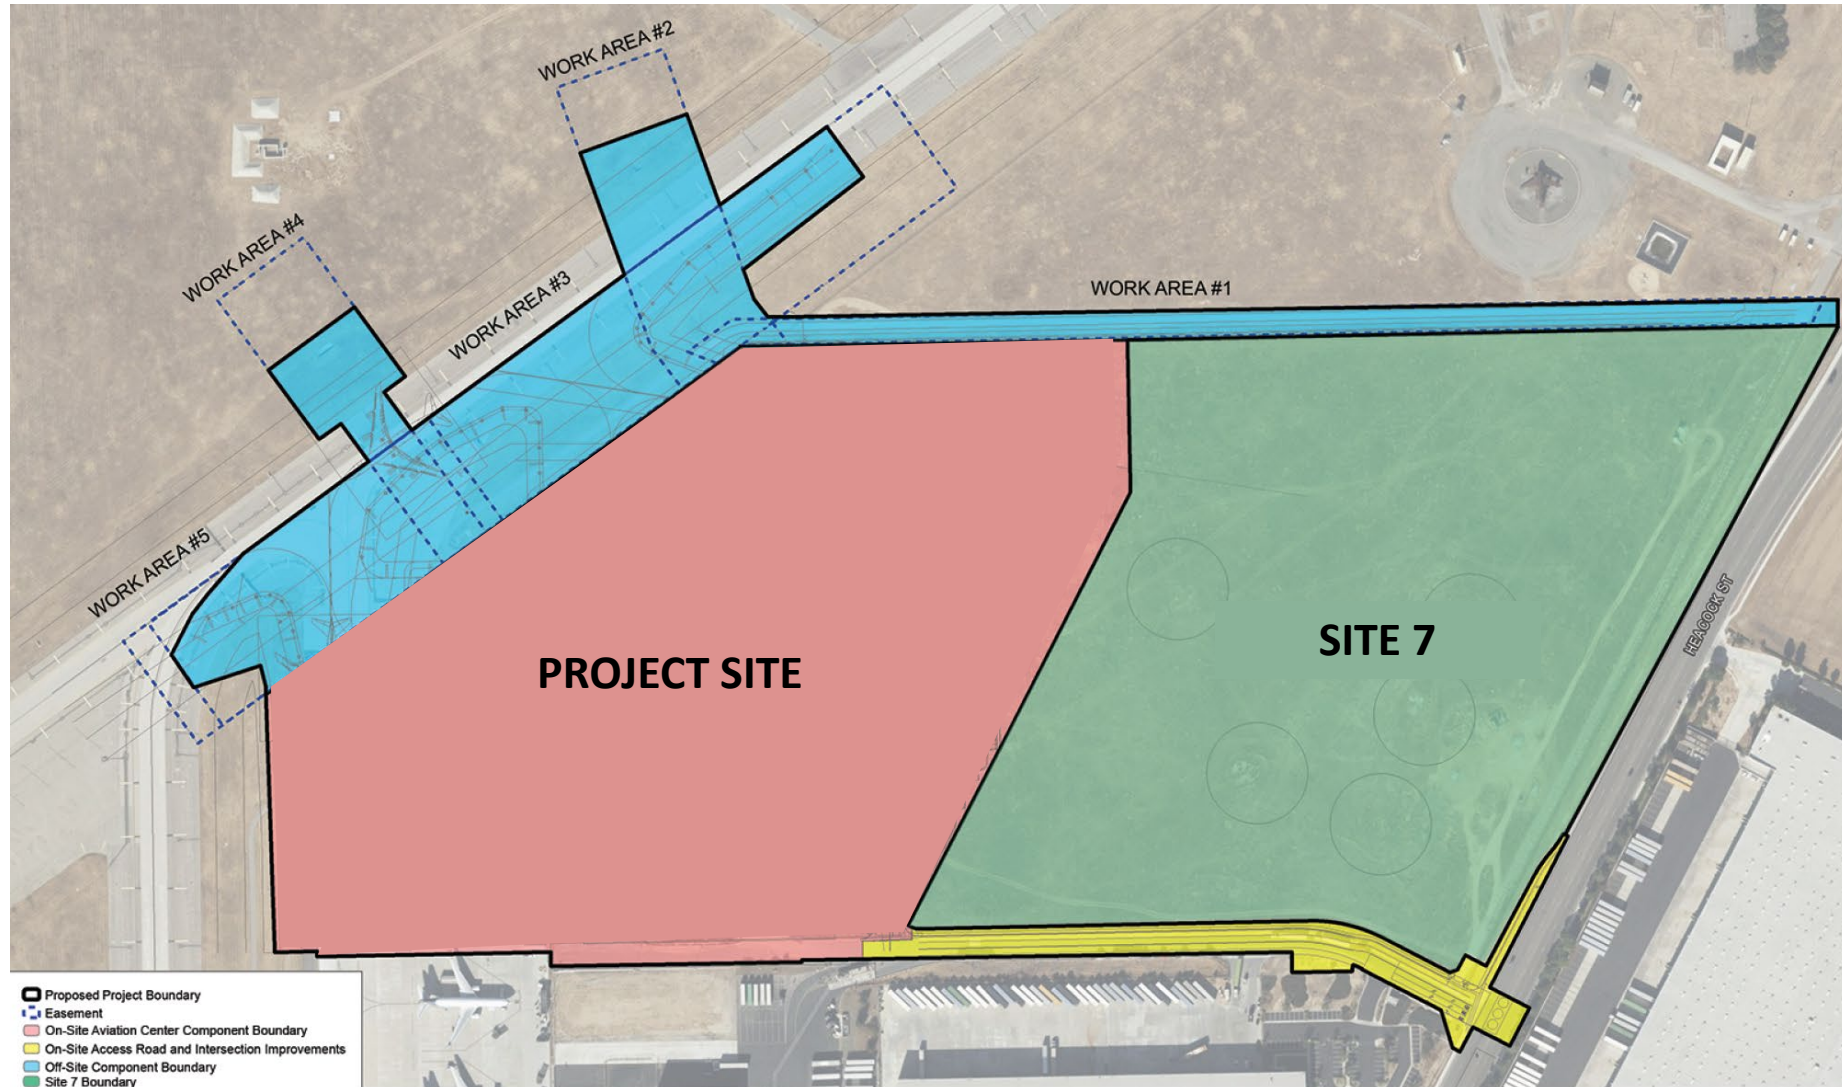 WORK AREA #2
WORK AREA #4
WORK AREA #3
WORK AREA #1
WORK AREA #5
HEACOCK ST
SITE 7
PROJECT SITE
Proposed Project Boundary
Easement
On-Site Aviation Center Component Boundary
On-Site Access Road and Intersection Improvements
Off-Site Component Boundary
Site 7 Boundary